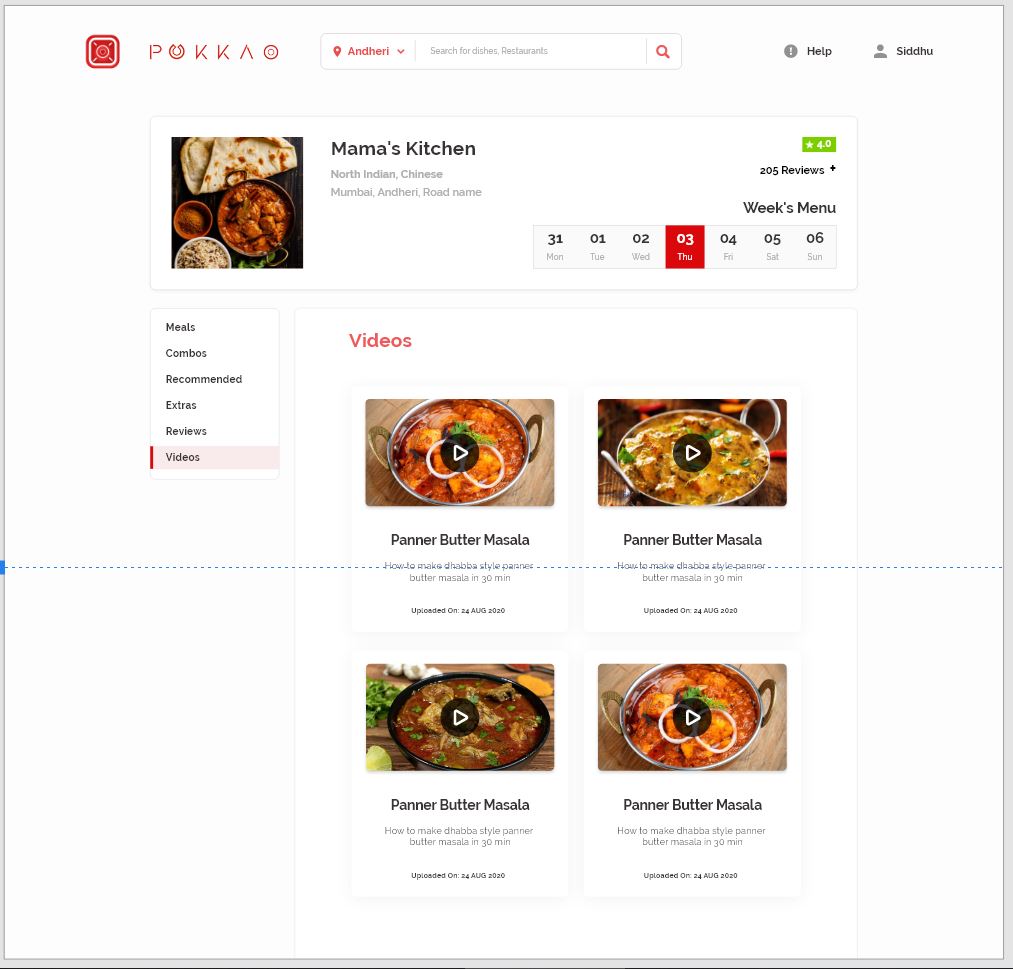 PUKKAO
Andheri
Search for dishes, Restaurants
Help
Siddhu
Mama's Kitchen
North Indian, Chinese
Mumbai, Andheri, Road name
★ 4.0
205 Reviews +
Week's Menu
31 01 02 03 04 05 06
Mon Tue Wed Thu Fri Sat Sun
Meals
Combos
Recommended
Extras
Reviews
Videos
Videos
Panner Butter Masala
How to make dhabba style panner
butter masala in 30 min
Uploaded On: 24 AUG 2020
Panner Butter Masala
How to make dhabba style panner
butter masala in 30 min
Uploaded On: 24 AUG 2020
Panner Butter Masala
How to make dhabba style panner
butter masala in 30 min
Uploaded On: 24 AUG 2020
Panner Butter Masala
How to make dhabba style panner
butter masala in 30 min
Uploaded On: 24 AUG 2020